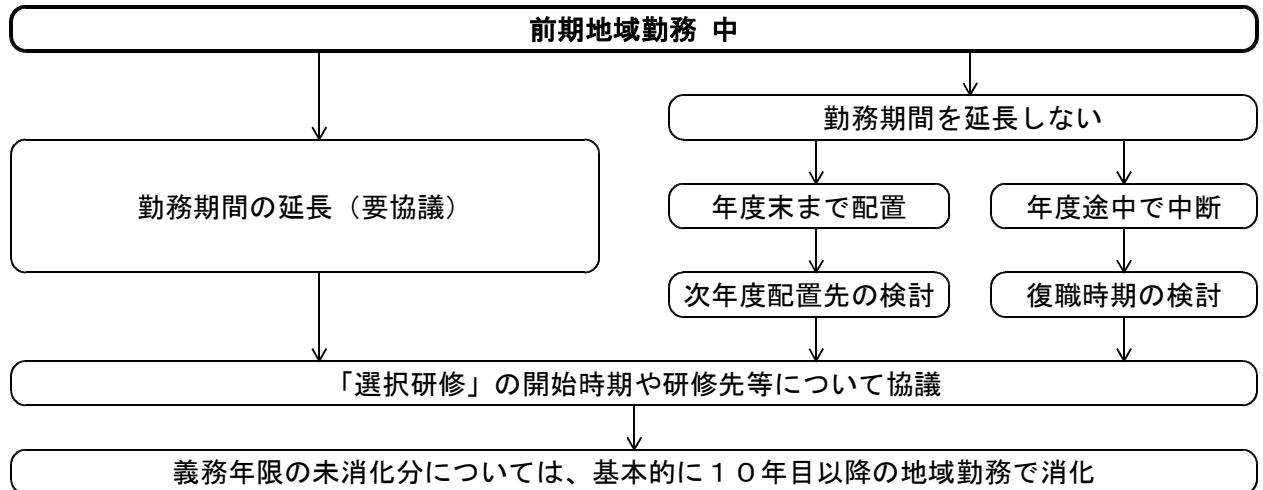 前期地域勤務 中
勤務期間を延長しない
勤務期間の延長（要協議）
年度末まで配置
年度途中で中断
次年度配置先の検討
復職時期の検討
「選択研修」の開始時期や研修先等について協議
義務年限の未消化分については、基本的に１０年目以降の地域勤務で消化